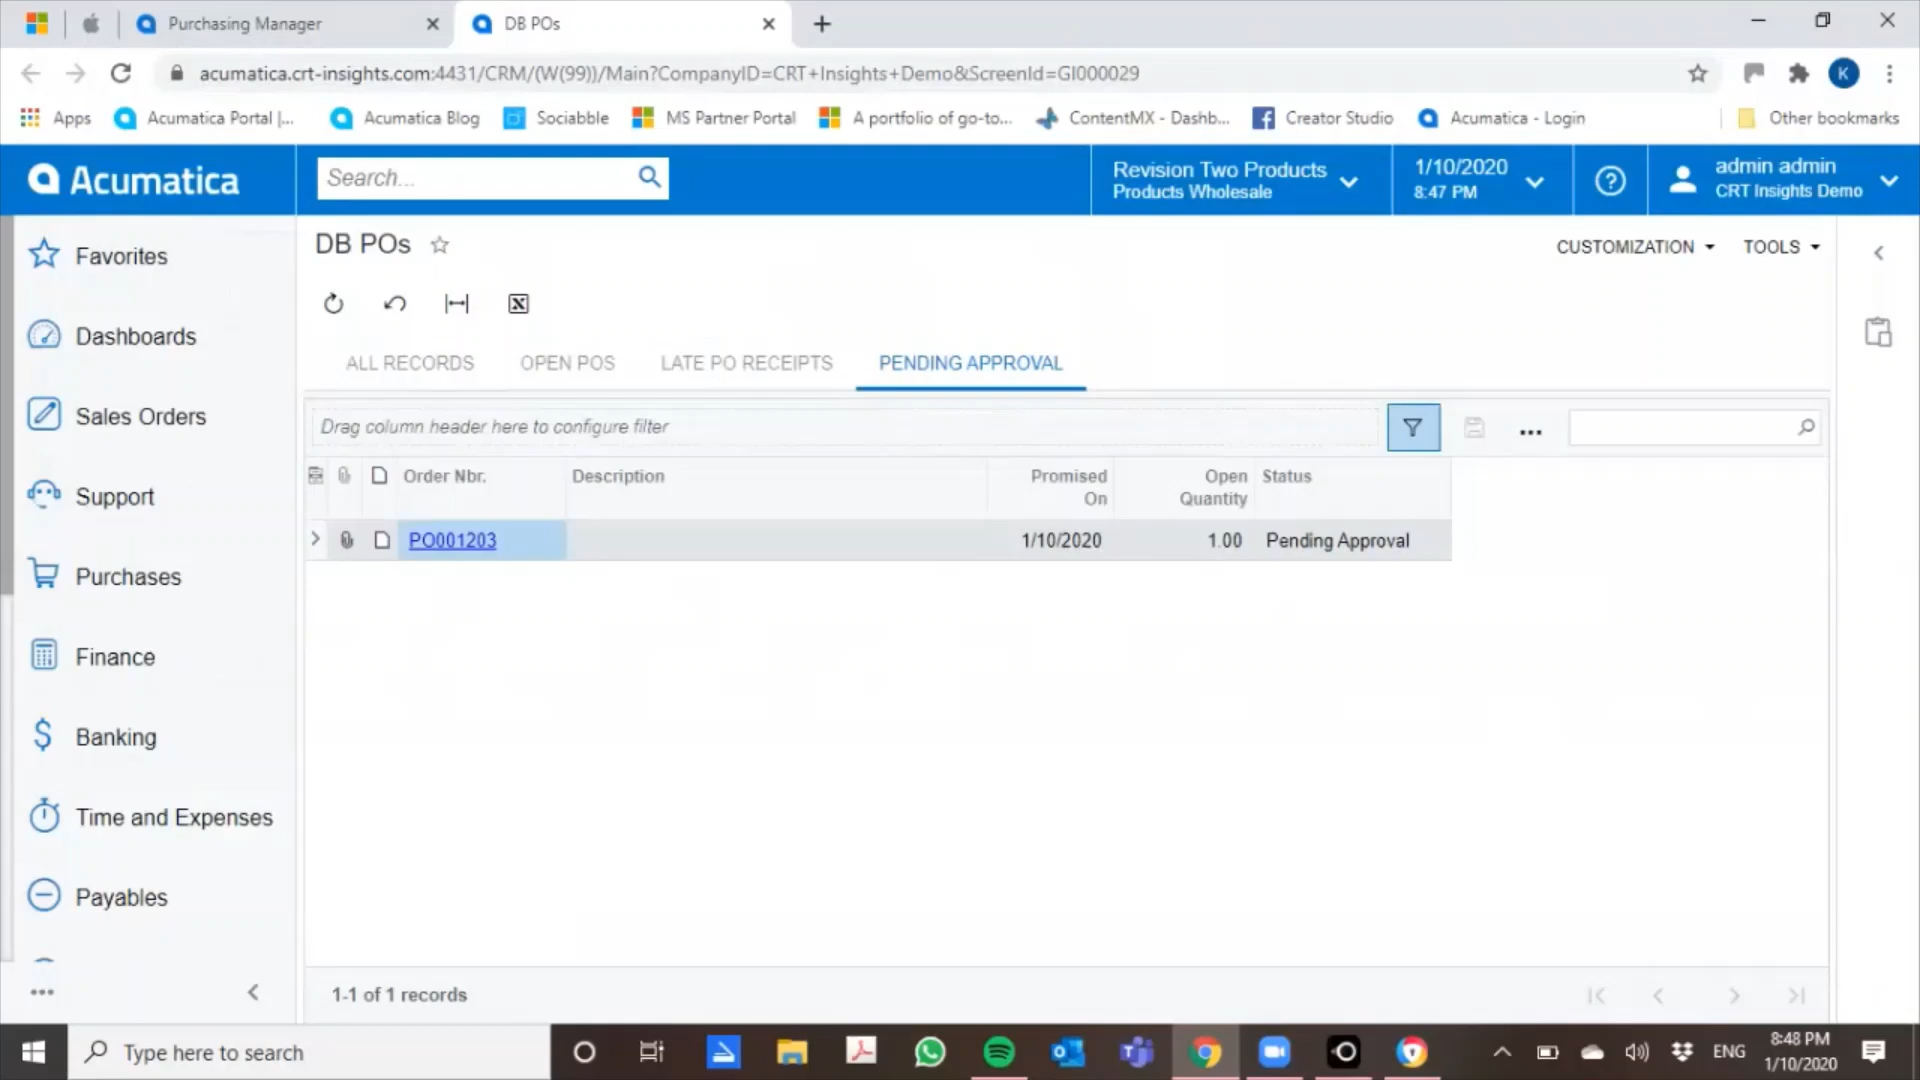 Purchasing Manager
DB POs
acumatica.crt-insights.com:4431/CRM/(W(99))/Main?CompanyID=CRT+Insights+Demo&ScreenId=GI000029
K
Apps
Acumatica Portal |...
Acumatica Blog
Sociabble
MS Partner Portal
A portfolio of go-to...
ContentMX - Dashb...
Creator Studio
Acumatica - Login
Other bookmarks
Acumatica
Search...
Revision Two Products
Products Wholesale
1/10/2020
8:47 PM
admin admin
CRT Insights Demo
Favorites
Dashboards
Sales Orders
Support
Purchases
Finance
Banking
Time and Expenses
Payables
DB POs
CUSTOMIZATION
TOOLS
ALL RECORDS
OPEN POS
LATE PO RECEIPTS
PENDING APPROVAL
Drag column header here to configure filter
Order Nbr.
Description
Promised On
Open Quantity
Status
PO001203
1/10/2020
1.00
Pending Approval
1-1 of 1 records
Type here to search
ENG
8:48 PM
1/10/2020